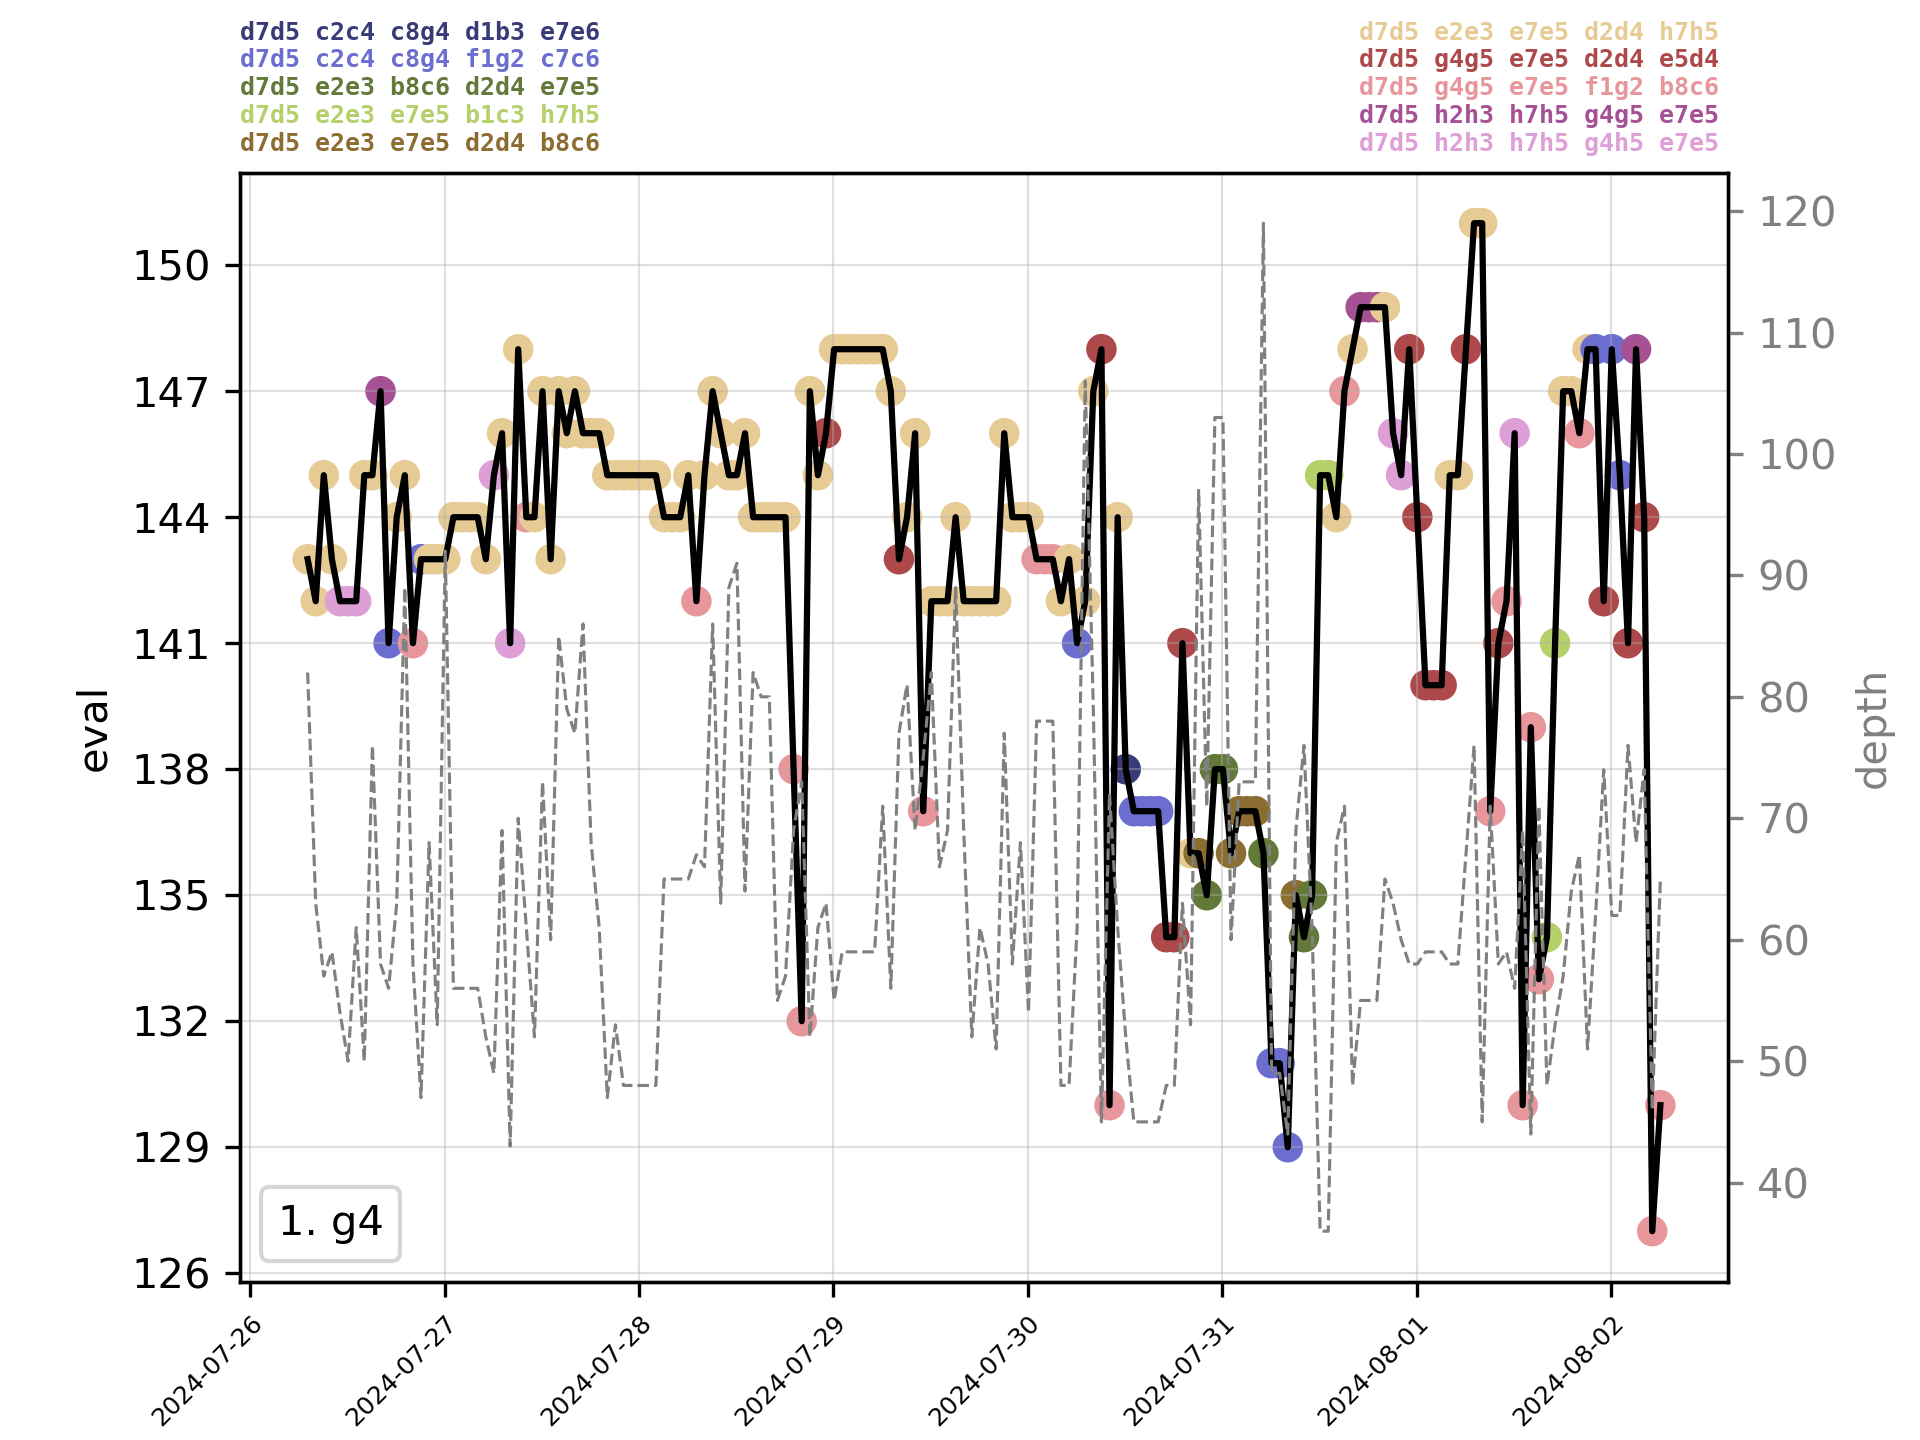 d7d5 c2c4 c8g4 d1b3 e7e6
d7d5 c2c4 c8g4 f1g2 c7c6
d7d5 e2e3 b8c6 d2d4 e7e5
d7d5 e2e3 e7e5 b1c3 h7h5
d7d5 e2e3 e7e5 d2d4 b8c6
d7d5 e2e3 e7e5 d2d4 h7h5
d7d5 g4g5 e7e5 d2d4 e5d4
d7d5 g4g5 e7e5 f1g2 b8c6
d7d5 h2h3 h7h5 g4g5 e7e5
d7d5 h2h3 h7h5 g4h5 e7e5
eval
150
147
144
141
138
135
132
129
126
120
110
100
90
80
70
60
50
40
depth
1. g4
2024-07-26
2024-07-27
2024-07-28
2024-07-29
2024-07-30
2024-07-31
2024-08-01
2024-08-02